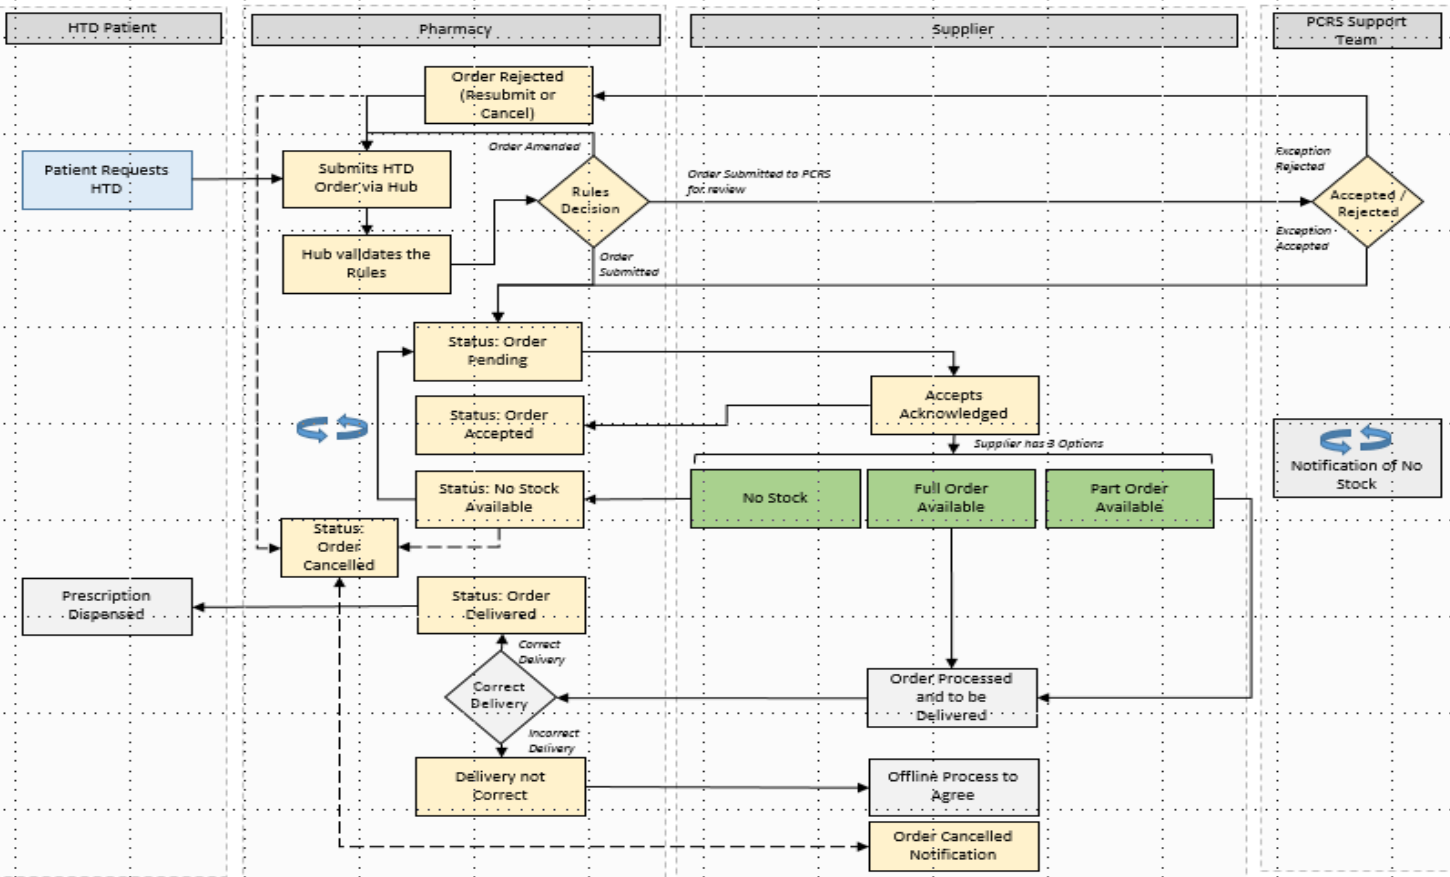 HTD Patient
Pharmacy
Supplier
PCRS Support
Team
Order Rejected
(Resubmit or
Cancel)
Order Amended
Exception
Rejected
Patient Requests
HTD
Submits HTD
Order via Hub
Rules
Decision
Order Submitted to PCRS
for review
Accepted /
Rejected
Exception
Accepted
Hub validates the
Rules
Order
Submitted
Status: Order
Pending
Accepts
Acknowledged
Status: Order
Accepted
Supplier has 3 Options
Notification of No
Stock
Status: No Stock
Available
No Stock
Full Order
Available
Part Order
Available
Status:
Order
Cancelled
Prescription
Dispensed
Status: Order
Delivered
Correct
Delivery
Correct
Delivery
Order Processed
and to be
Delivered
Incorrect
Delivery
Delivery not
Correct
Offline Process to
Agree
Order Cancelled
Notification